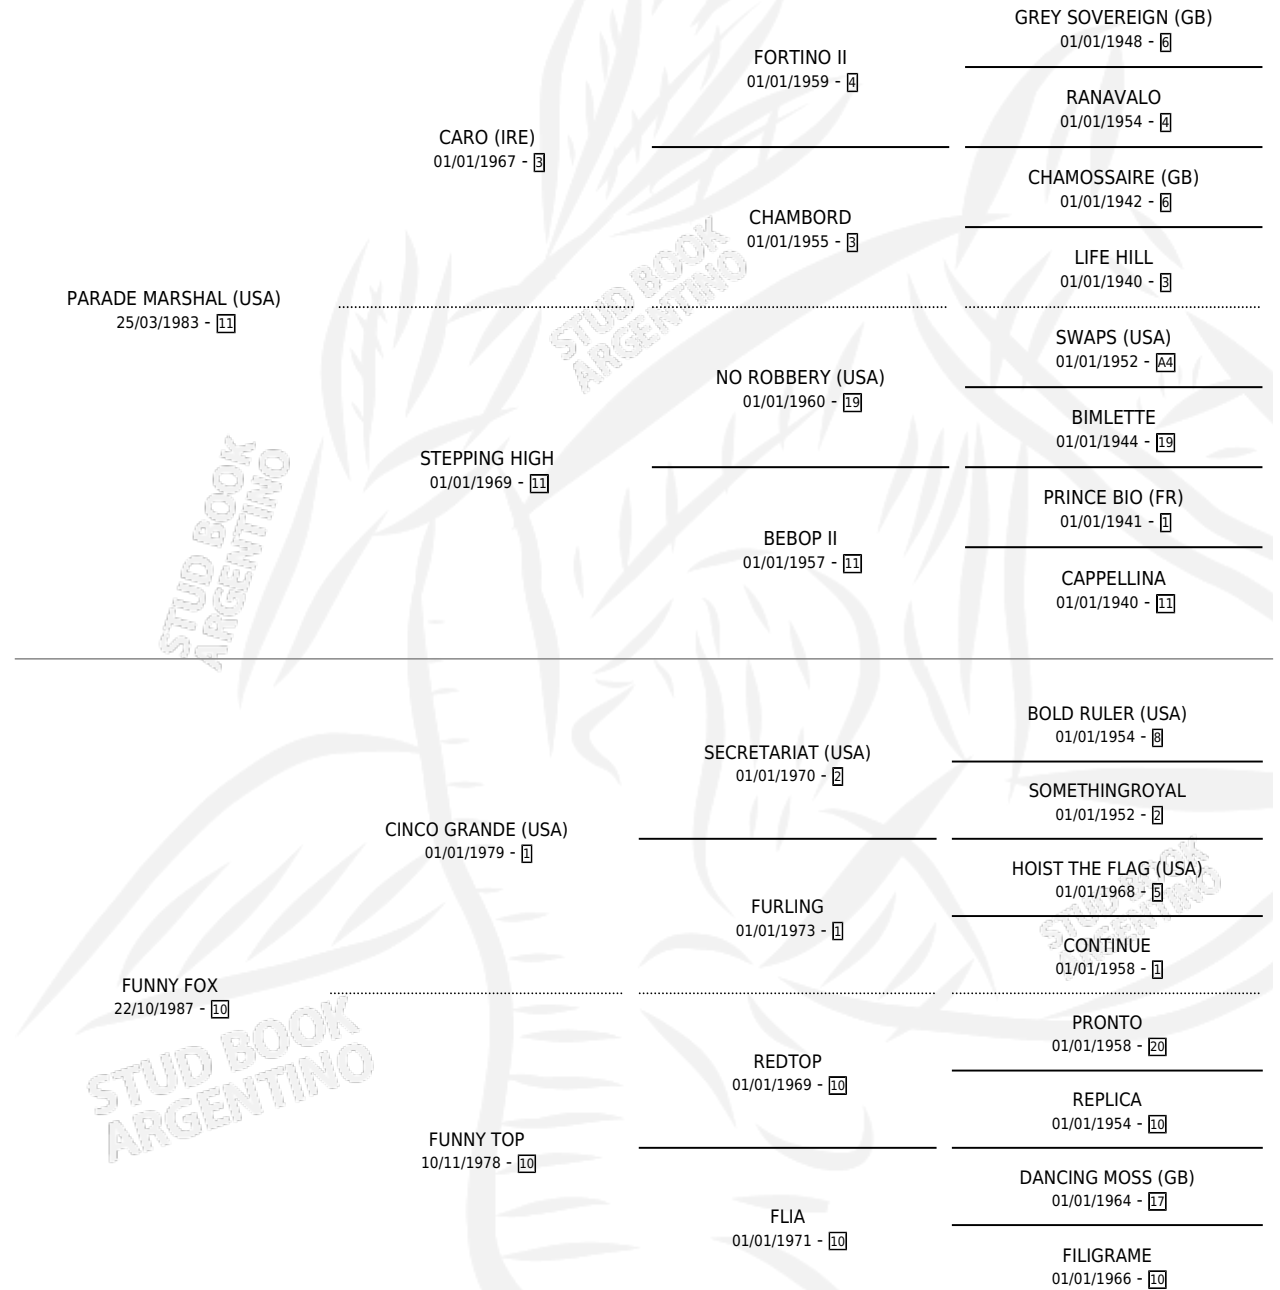 GREY SOVEREIGN (GB)
01/01/1948 - 6
FORTINO II
01/01/1959 - 4
RANAVALO
01/01/1954 - 4
CARO (IRE)
01/01/1967 - 3
CHAMOSSAIRE (GB)
01/01/1942 - 6
CHAMBORD
01/01/1955 - 3
LIFE HILL
01/01/1940 - 3
PARADE MARSHAL (USA)
25/03/1983 - 11
SWAPS (USA)
01/01/1952 - A4
NO ROBBERY (USA)
01/01/1960 - 19
BIMLETTE
01/01/1944 - 19
STEPPING HIGH
01/01/1969 - 11
PRINCE BIO (FR)
01/01/1941 - 1
BEBOP II
01/01/1957 - 11
CAPPELLINA
01/01/1940 - 11
BOLD RULER (USA)
01/01/1954 - 8
SECRETARIAT (USA)
01/01/1970 - 2
SOMETHINGROYAL
01/01/1952 - 2
CINCO GRANDE (USA)
01/01/1979 - 1
HOIST THE FLAG (USA)
01/01/1968 - 5
FURLING
01/01/1973 - 1
CONTINUE
01/01/1958 - 1
FUNNY FOX
22/10/1987 - 10
PRONTO
01/01/1958 - 20
REDTOP
01/01/1969 - 10
REPLICA
01/01/1954 - 10
FUNNY TOP
10/11/1978 - 10
DANCING MOSS (GB)
01/01/1964 - 17
FLIA
01/01/1971 - 10
FILIGRAME
01/01/1966 - 10
STUD BOOK
ARGENTINO
STUD BOOK
ARGENTINO
STUD BOOK
ARGENTINO
STUD BOOK
ARGENTINO